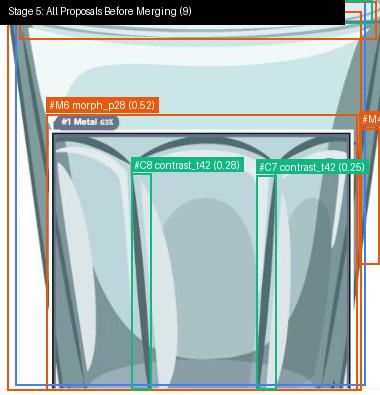 Stage 5: All Proposals Before Merging (9)
#M6 morph_p28 (0.52)
#M4
#1 Metal 63%
#C8 contrast_t42 (0.28)
#C7 contrast_t42 (0.25)